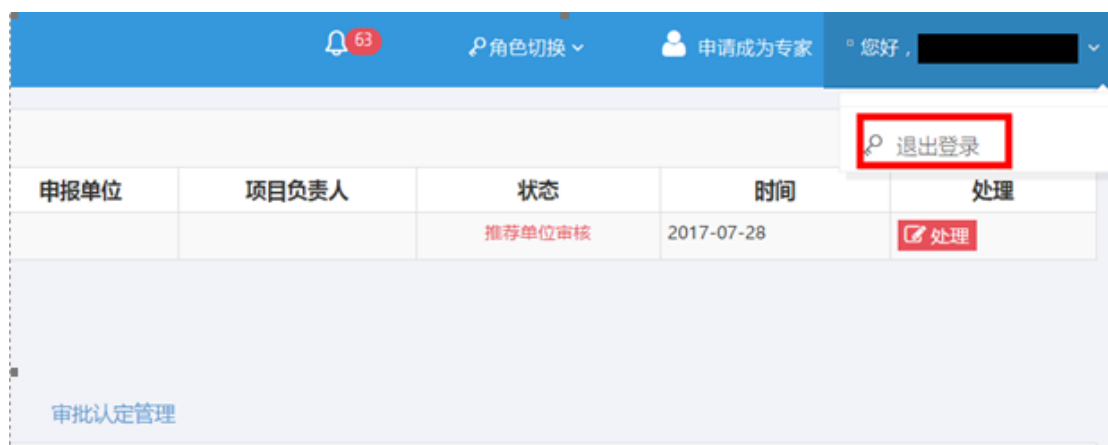 63 角色切换 申请成为专家 您好，
退出登录
申报单位 项目负责人 状态 时间 处理
推荐单位审核 2017-07-28 处理
审批认定管理